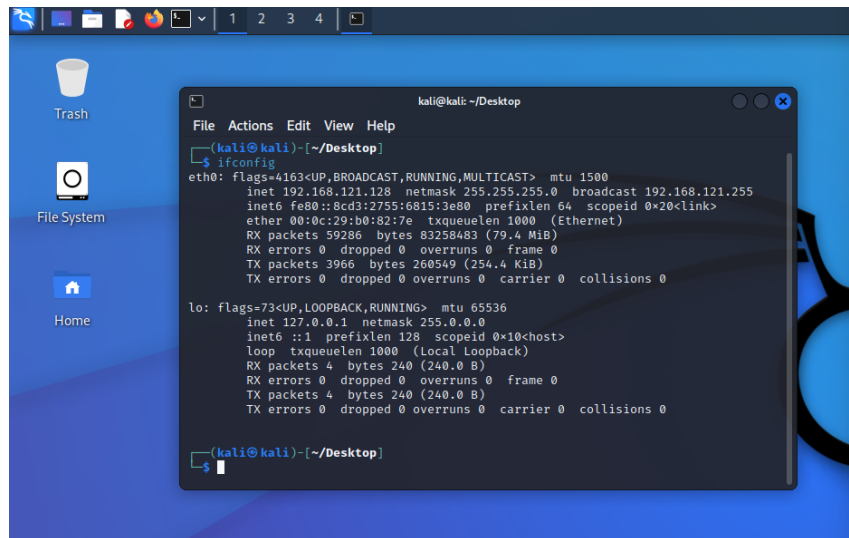 1 2 3 4
Trash
File System
Home
kali@kali: ~/Desktop
File Actions Edit View Help
┌──(kali㉿kali)-[~/Desktop]
└─$ ifconfig
eth0: flags=4163<UP,BROADCAST,RUNNING,MULTICAST>  mtu 1500
        inet 192.168.121.128  netmask 255.255.255.0  broadcast 192.168.121.255
        inet6 fe80::8cd3:2755:6815:3e80  prefixlen 64  scopeid 0×20<link>
        ether 00:0c:29:b0:82:7e  txqueuelen 1000  (Ethernet)
        RX packets 59286  bytes 83258483 (79.4 MiB)
        RX errors 0  dropped 0  overruns 0  frame 0
        TX packets 3966  bytes 260549 (254.4 KiB)
        TX errors 0  dropped 0 overruns 0  carrier 0  collisions 0
lo: flags=73<UP,LOOPBACK,RUNNING>  mtu 65536
        inet 127.0.0.1  netmask 255.0.0.0
        inet6 ::1  prefixlen 128  scopeid 0×10<host>
        loop  txqueuelen 1000  (Local Loopback)
        RX packets 4  bytes 240 (240.0 B)
        RX errors 0  dropped 0  overruns 0  frame 0
        TX packets 4  bytes 240 (240.0 B)
        TX errors 0  dropped 0 overruns 0  carrier 0  collisions 0
┌──(kali㉿kali)-[~/Desktop]
└─$